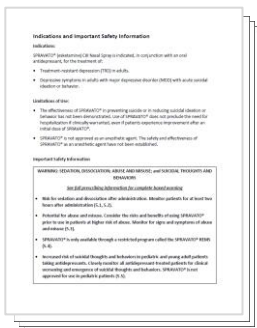 Indications and Important Safety Information
Indications:
SPRAVATO® (esketamine) CIII Nasal Spray is indicated, in conjunction with an oral
antidepressant, for the treatment of:
• Treatment-resistant depression (TRD) in adults.
• Depressive symptoms in adults with major depressive disorder (MDD) with acute suicidal
ideation or behavior.
Limitations of Use:
• The effectiveness of SPRAVATO® in preventing suicide or in reducing suicidal ideation or
behavior has not been demonstrated. Use of SPRAVATO® does not preclude the need for
hospitalization if clinically warranted, even if patients experience improvement after an
initial dose of SPRAVATO®.
• SPRAVATO® is not approved as an anesthetic agent. The safety and effectiveness of
SPRAVATO® as an anesthetic agent have not been established.
Important Safety Information
WARNING: SEDATION, DISSOCIATION; ABUSE AND MISUSE; and SUICIDAL THOUGHTS AND
BEHAVIORS
See full prescribing information for complete boxed warning
• Risk for sedation and dissociation after administration. Monitor patients for at least two
hours after administration (5.1, 5.2).
• Potential for abuse and misuse. Consider the risks and benefits of using SPRAVATO®
prior to use in patients at higher risk of abuse. Monitor for signs and symptoms of abuse
and misuse (5.3).
• SPRAVATO® is only available through a restricted program called the SPRAVATO® REMS
(5.4).
• Increased risk of suicidal thoughts and behaviors in pediatric and young adult patients
taking antidepressants. Closely monitor all antidepressant-treated patients for clinical
worsening and emergence of suicidal thoughts and behaviors. SPRAVATO® is not
approved for use in pediatric patients (5.5).